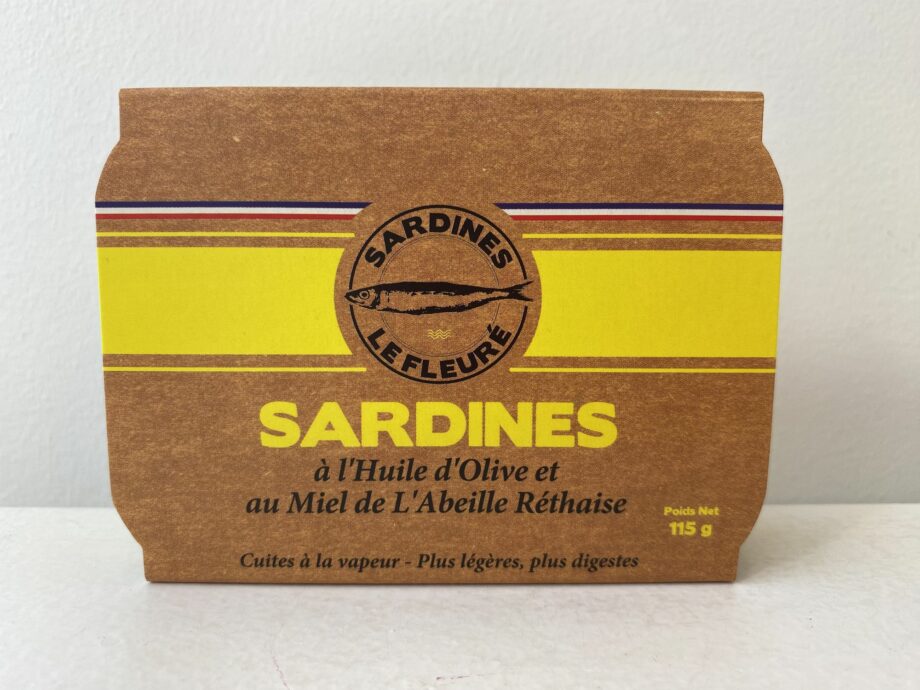 SARDINES
LE FLEURÉ
SARDINES
à l'Huile d'Olive et
au Miel de L'Abeille Réthaise
Poids Net
115 g
Cuites à la vapeur - Plus légères, plus digestes